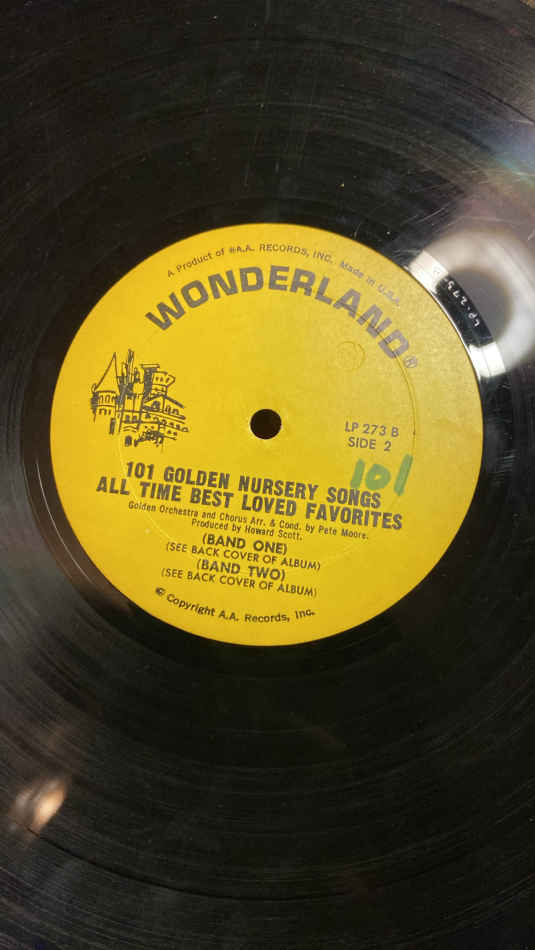 A Product of ®A.A. RECORDS, INC. Made in U.S.A.
WONDERLAND®
LP 273 B
SIDE 2
101
101 GOLDEN NURSERY SONGS
ALL TIME BEST LOVED FAVORITES
Golden Orchestra and Chorus Arr. & Cond. by Pete Moore.
Produced by Howard Scott.
(BAND ONE)
(SEE BACK COVER OF ALBUM)
(BAND TWO)
(SEE BACK COVER OF ALBUM)
© Copyright A.A. Records, Inc.